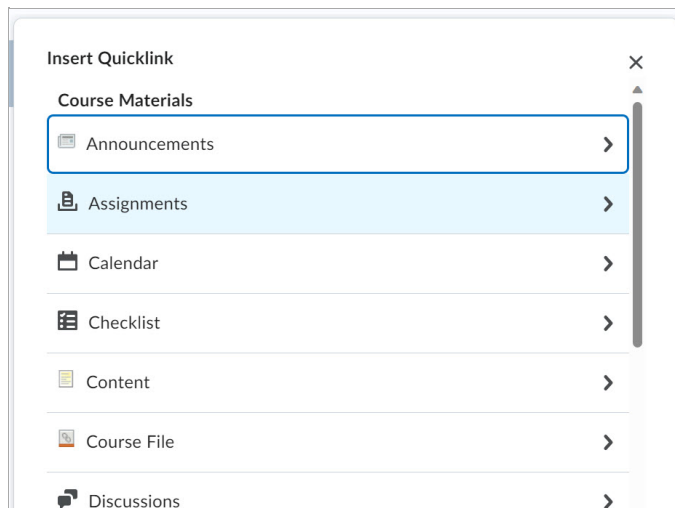 Insert Quicklink
Course Materials
Announcements
Assignments
Calendar
Checklist
Content
Course File
Discussions